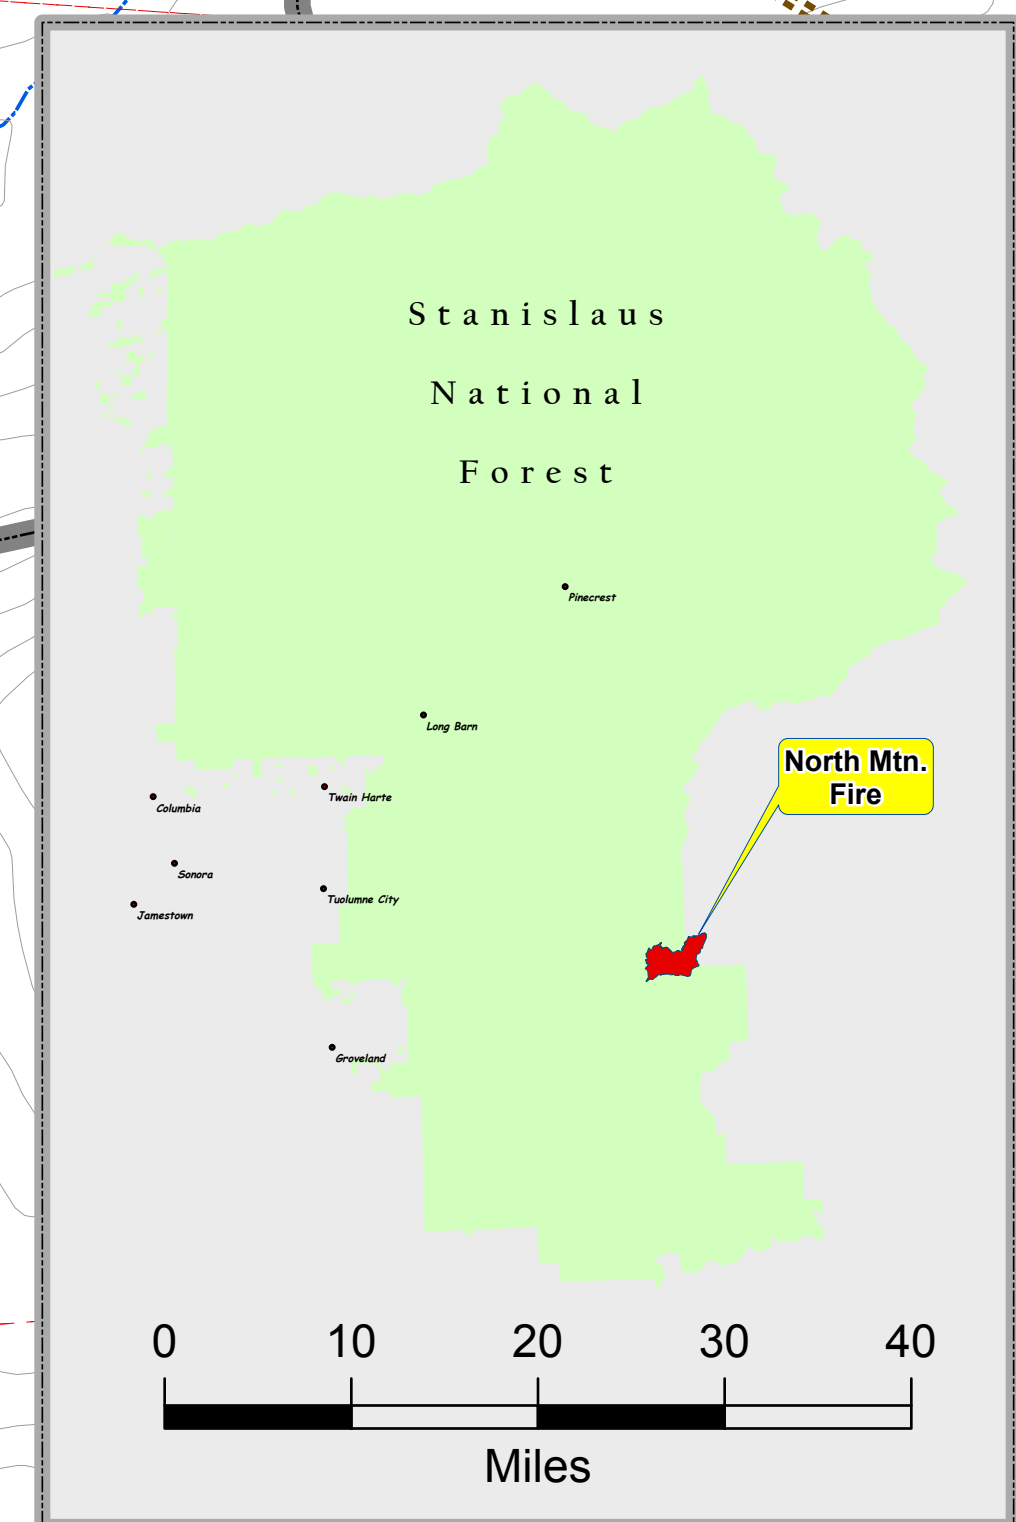 Stanislaus
National
Forest
Pinecrest
Long Barn
North Mtn.
Fire
Twain Harte
Columbia
Sonora
Tuolumne City
Jamestown
Groveland
0 10 20 30 40
Miles